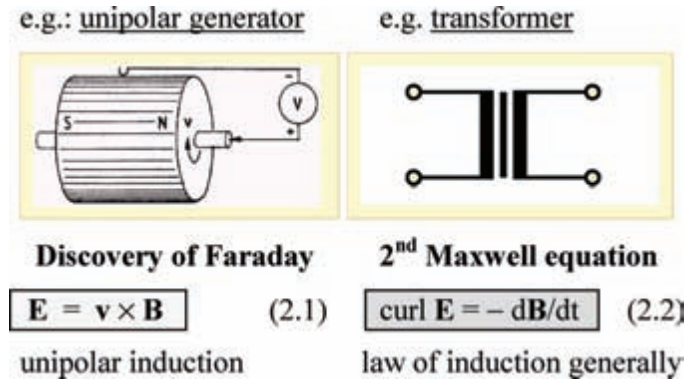 e.g.: unipolar generator
e.g. transformer
S N v
−
V
+
Discovery of Faraday
2nd Maxwell equation
E = v × B (2.1)
curl E = − dB/dt (2.2)
unipolar induction
law of induction generally